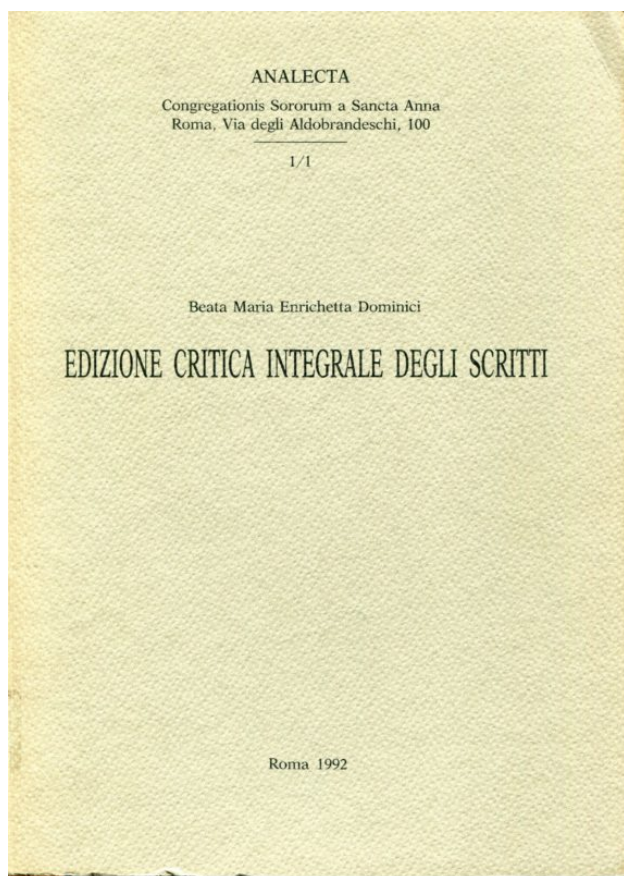 ANALECTA
Congregationis Sororum a Sancta Anna
Roma, Via degli Aldobrandeschi, 100
1/1
Beata Maria Enrichetta Dominici
EDIZIONE CRITICA INTEGRALE DEGLI SCRITTI
Roma 1992